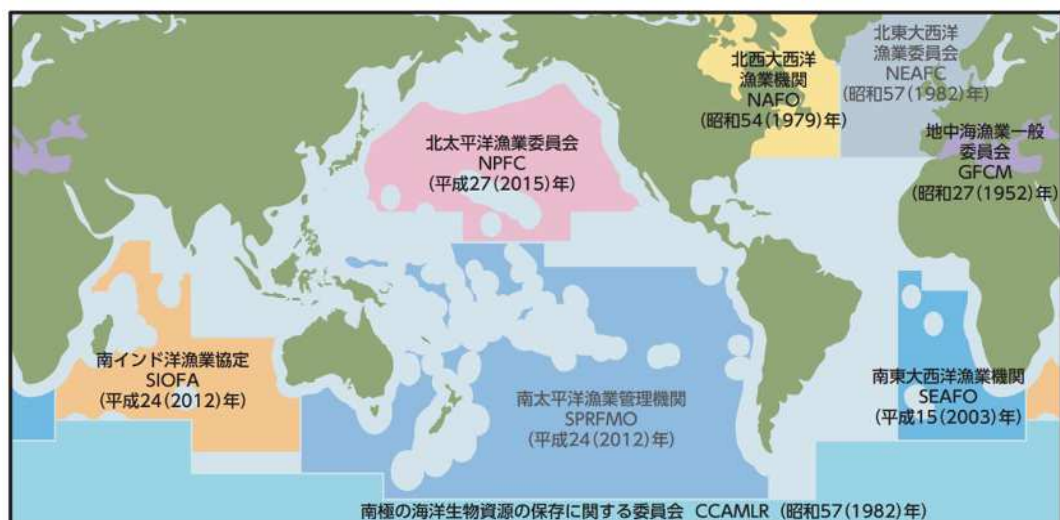 北西大西洋
漁業機関
NAFO
(昭和54(1979)年)
北東大西洋
漁業委員会
NEAFC
(昭和57(1982)年)
地中海漁業一般
委員会
GFCM
(昭和27(1952)年)
北太平洋漁業委員会
NPFC
(平成27(2015)年)
南インド洋漁業協定
SIOFA
(平成24(2012)年)
南太平洋漁業管理機関
SPRFMO
(平成24(2012)年)
南東大西洋漁業機関
SEAFO
(平成15(2003)年)
南極の海洋生物資源の保存に関する委員会 CCAMLR (昭和57(1982)年)